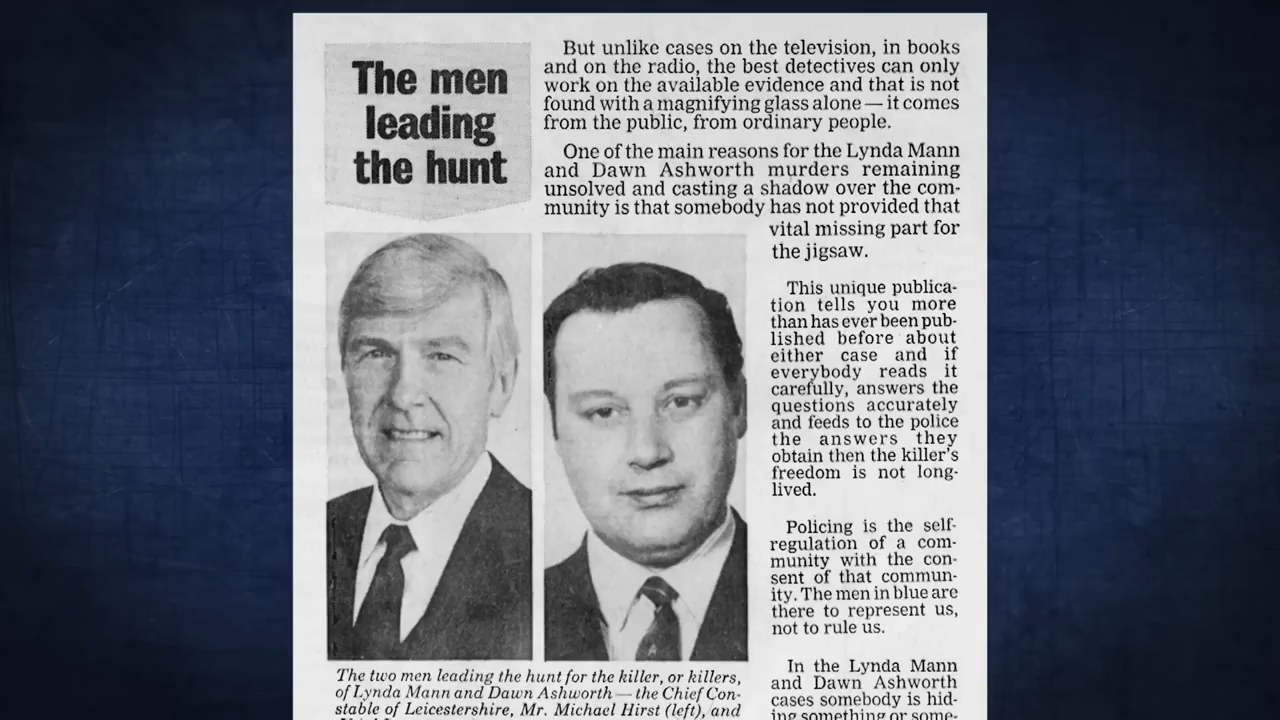 The men
leading
the hunt
But unlike cases on the television, in books
and on the radio, the best detectives can only
work on the available evidence and that is not
found with a magnifying glass alone — it comes
from the public, from ordinary people.
One of the main reasons for the Lynda Mann
and Dawn Ashworth murders remaining
unsolved and casting a shadow over the com-
munity is that somebody has not provided that
vital missing part for
the jigsaw.
This unique publica-
tion tells you more
than has ever been pub-
lished before about
either case and if
everybody reads it
carefully, answers the
questions accurately
and feeds to the police
the answers they
obtain then the killer's
freedom is not long-
lived.
Policing is the self-
regulation of a com-
munity with the con-
sent of that commun-
ity. The men in blue are
there to represent us,
not to rule us.
In the Lynda Mann
and Dawn Ashworth
cases somebody is hid-
ing something or some-
The two men leading the hunt for the killer, or killers,
of Lynda Mann and Dawn Ashworth — the Chief Con-
stable of Leicestershire, Mr. Michael Hirst (left), and